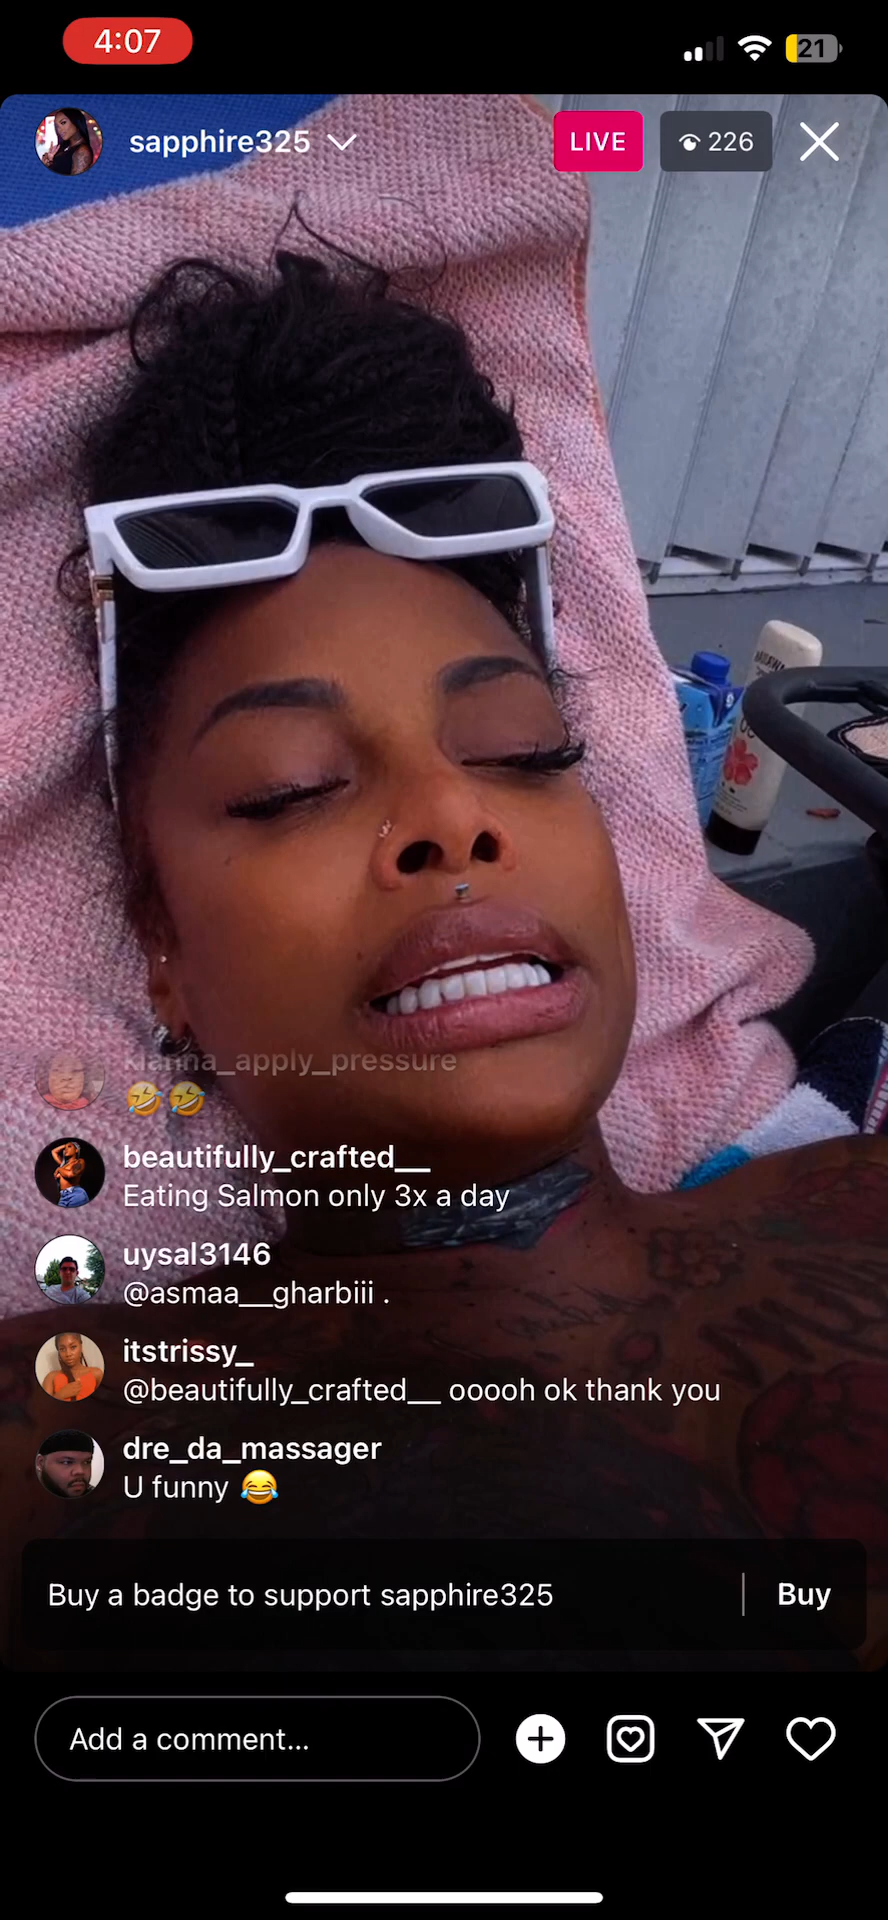 4:07
21
sapphire325
LIVE
226
kianna_apply_pressure
🤣🤣
beautifully_crafted__
Eating Salmon only 3x a day
uysal3146
@asmaa__gharbiii .
itstrissy_
@beautifully_crafted__ ooooh ok thank you
dre_da_massager
U funny 😂
Buy a badge to support sapphire325
Buy
Add a comment...